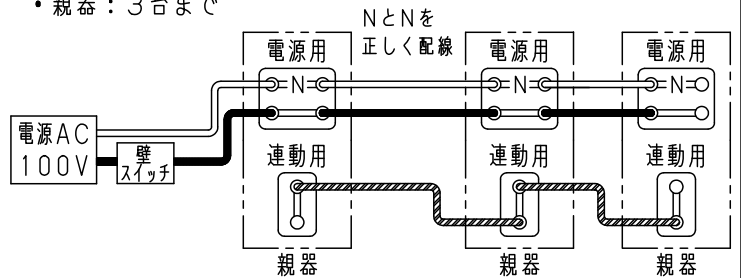 ・親器：３台まで
NとNを
正しく配線
電源用
電源用
電源用
N
N
N
電源AC
100V
壁
スイッチ
連動用
連動用
連動用
親器
親器
親器